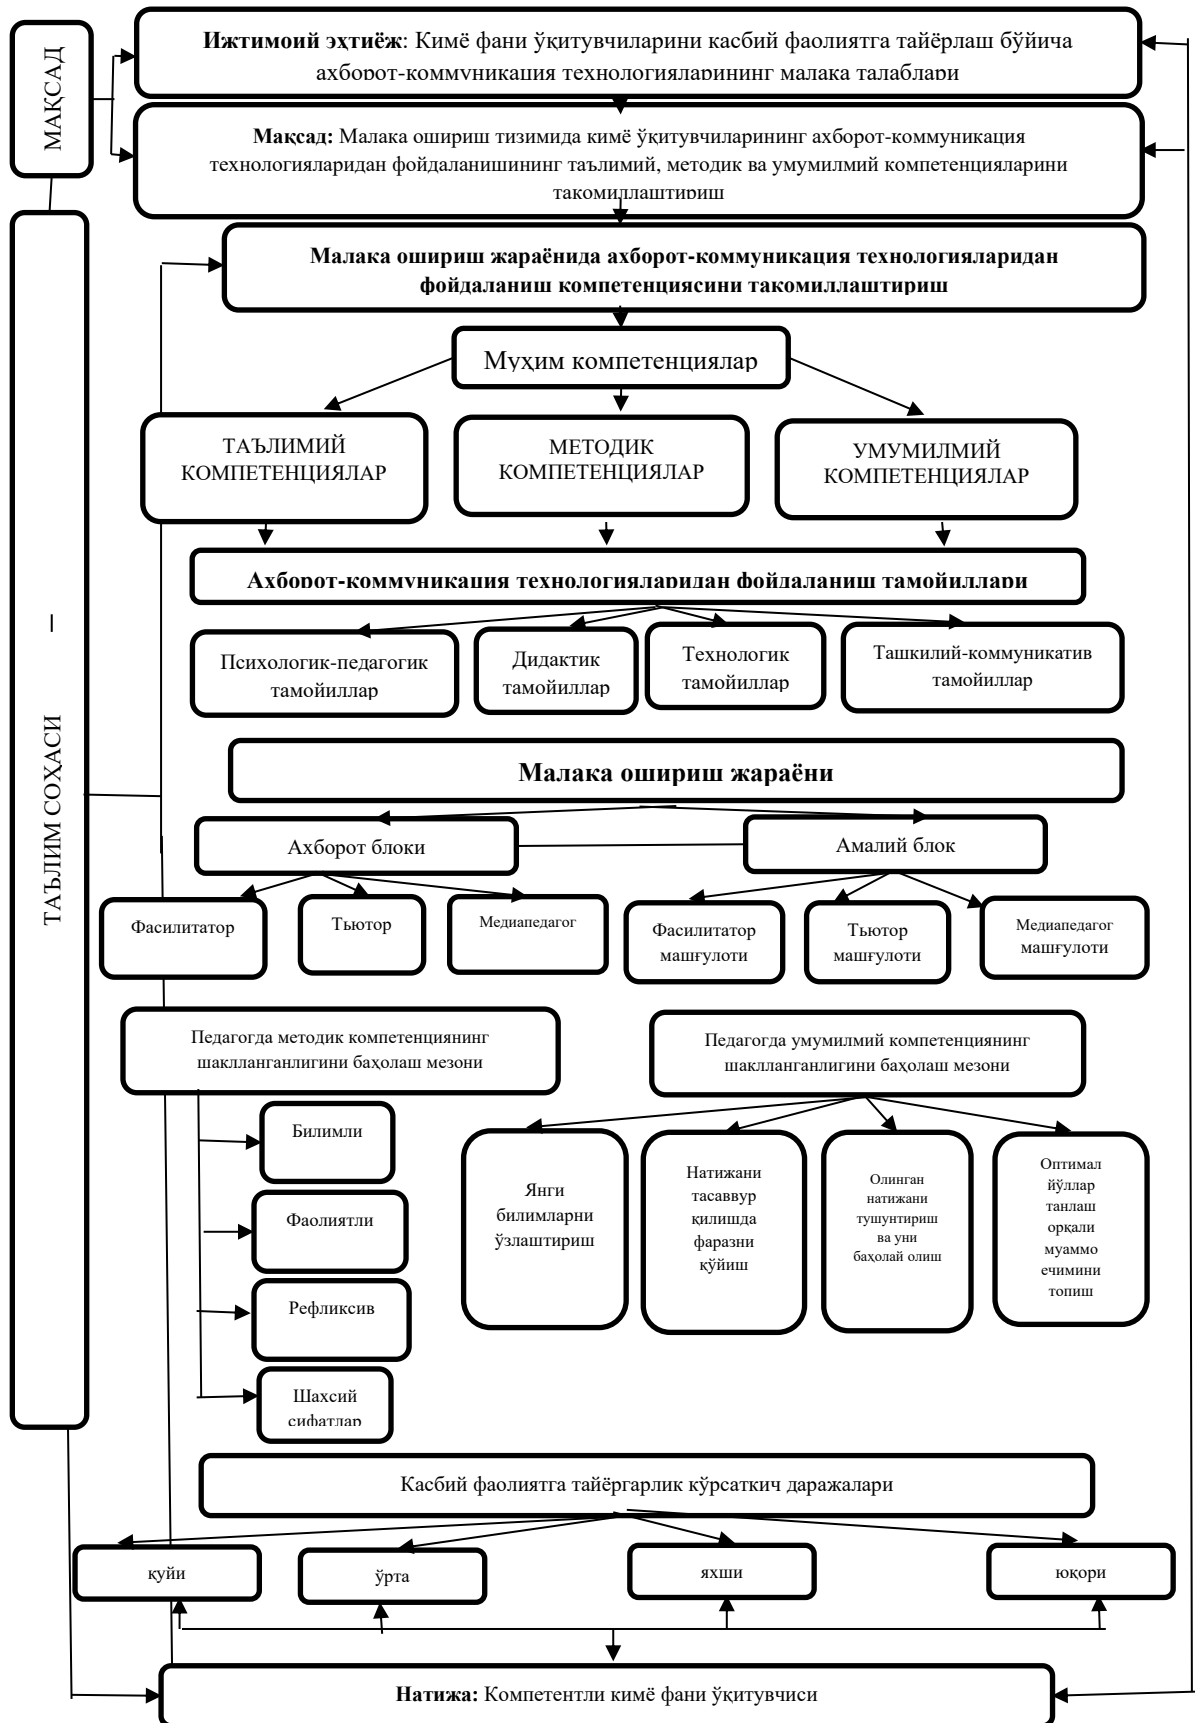 МАҚСАД
Ижтимоий эҳтиёж: Кимё фани ўқитувчиларини касбий фаолиятга тайёрлаш бўйича
ахборот-коммуникация технологияларининг малака талаблари
Мақсад: Малака ошириш тизимида кимё ўқитувчиларининг ахборот-коммуникация
технологияларидан фойдаланишининг таълимий, методик ва умумилмий компетенцияларини
такомиллаштириш
ТАЪЛИМ СОҲАСИ –
Малака ошириш жараёнида ахборот-коммуникация технологияларидан
фойдаланиш компетенциясини такомиллаштириш
Муҳим компетенциялар
ТАЪЛИМИЙ
КОМПЕТЕНЦИЯЛАР
МЕТОДИК
КОМПЕТЕНЦИЯЛАР
УМУМИЛМИЙ
КОМПЕТЕНЦИЯЛАР
Ахборот-коммуникация технологияларидан фойдаланиш тамойиллари
Психологик-педагогик
тамойиллар
Дидактик
тамойиллар
Технологик
тамойиллар
Ташкилий-коммуникатив
тамойиллар
Малака ошириш жараёни
Ахборот блоки
Амалий блок
Фасилитатор
Тьютор
Медиапедагог
Фасилитатор
машғулоти
Тьютор
машғулоти
Медиапедагог
машғулоти
Педагогда методик компетенциянинг
шаклланганлигини баҳолаш мезони
Педагогда умумилмий компетенциянинг
шаклланганлигини баҳолаш мезони
Билимли
Фаолиятли
Рефликсив
Шахсий
сифатлар
Янги
билимларни
ўзлаштириш
Натижани
тасаввур
қилишда
фаразни
қўйиш
Олинган
натижани
тушунтириш
ва уни
баҳолай олиш
Оптимал
йўллар
танлаш
орқали
муаммо
ечимини
топиш
Касбий фаолиятга тайёргарлик кўрсаткич даражалари
қуйи
ўрта
яхши
юқори
Натижа: Компетентли кимё фани ўқитувчиси